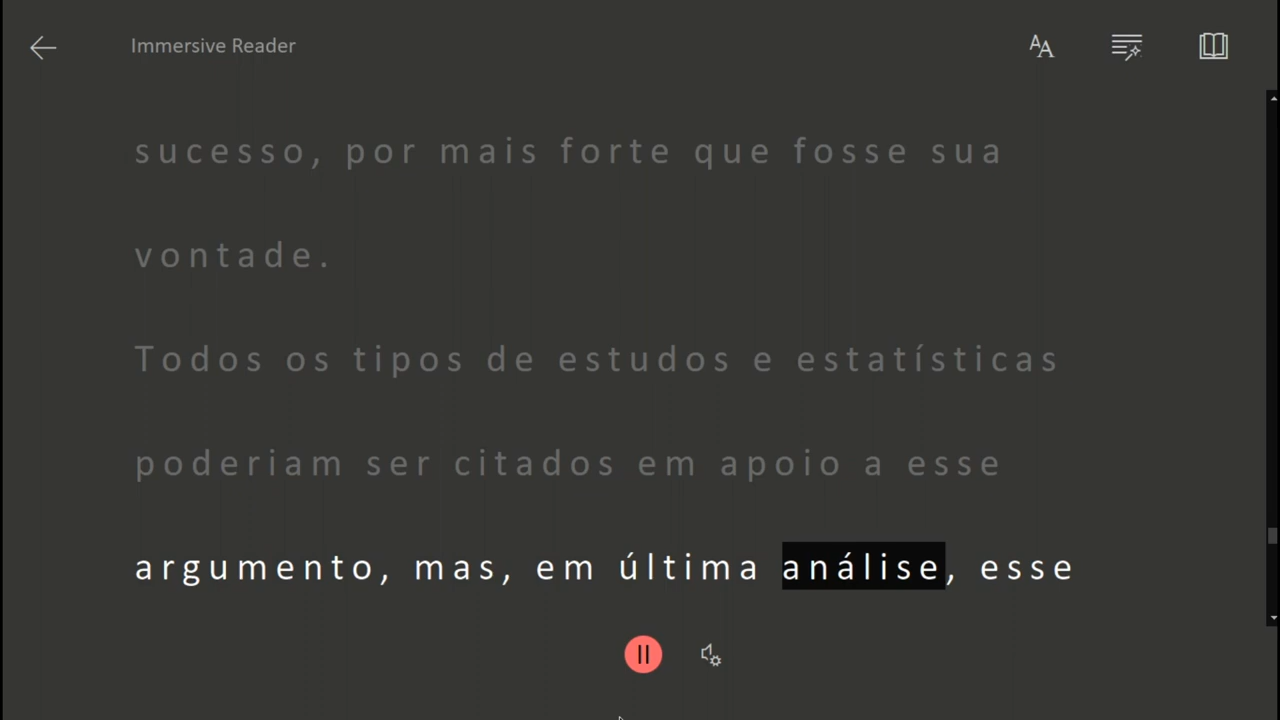 Immersive Reader
sucesso, por mais forte que fosse sua
vontade.
Todos os tipos de estudos e estatísticas
poderiam ser citados em apoio a esse
argumento, mas, em última análise, esse